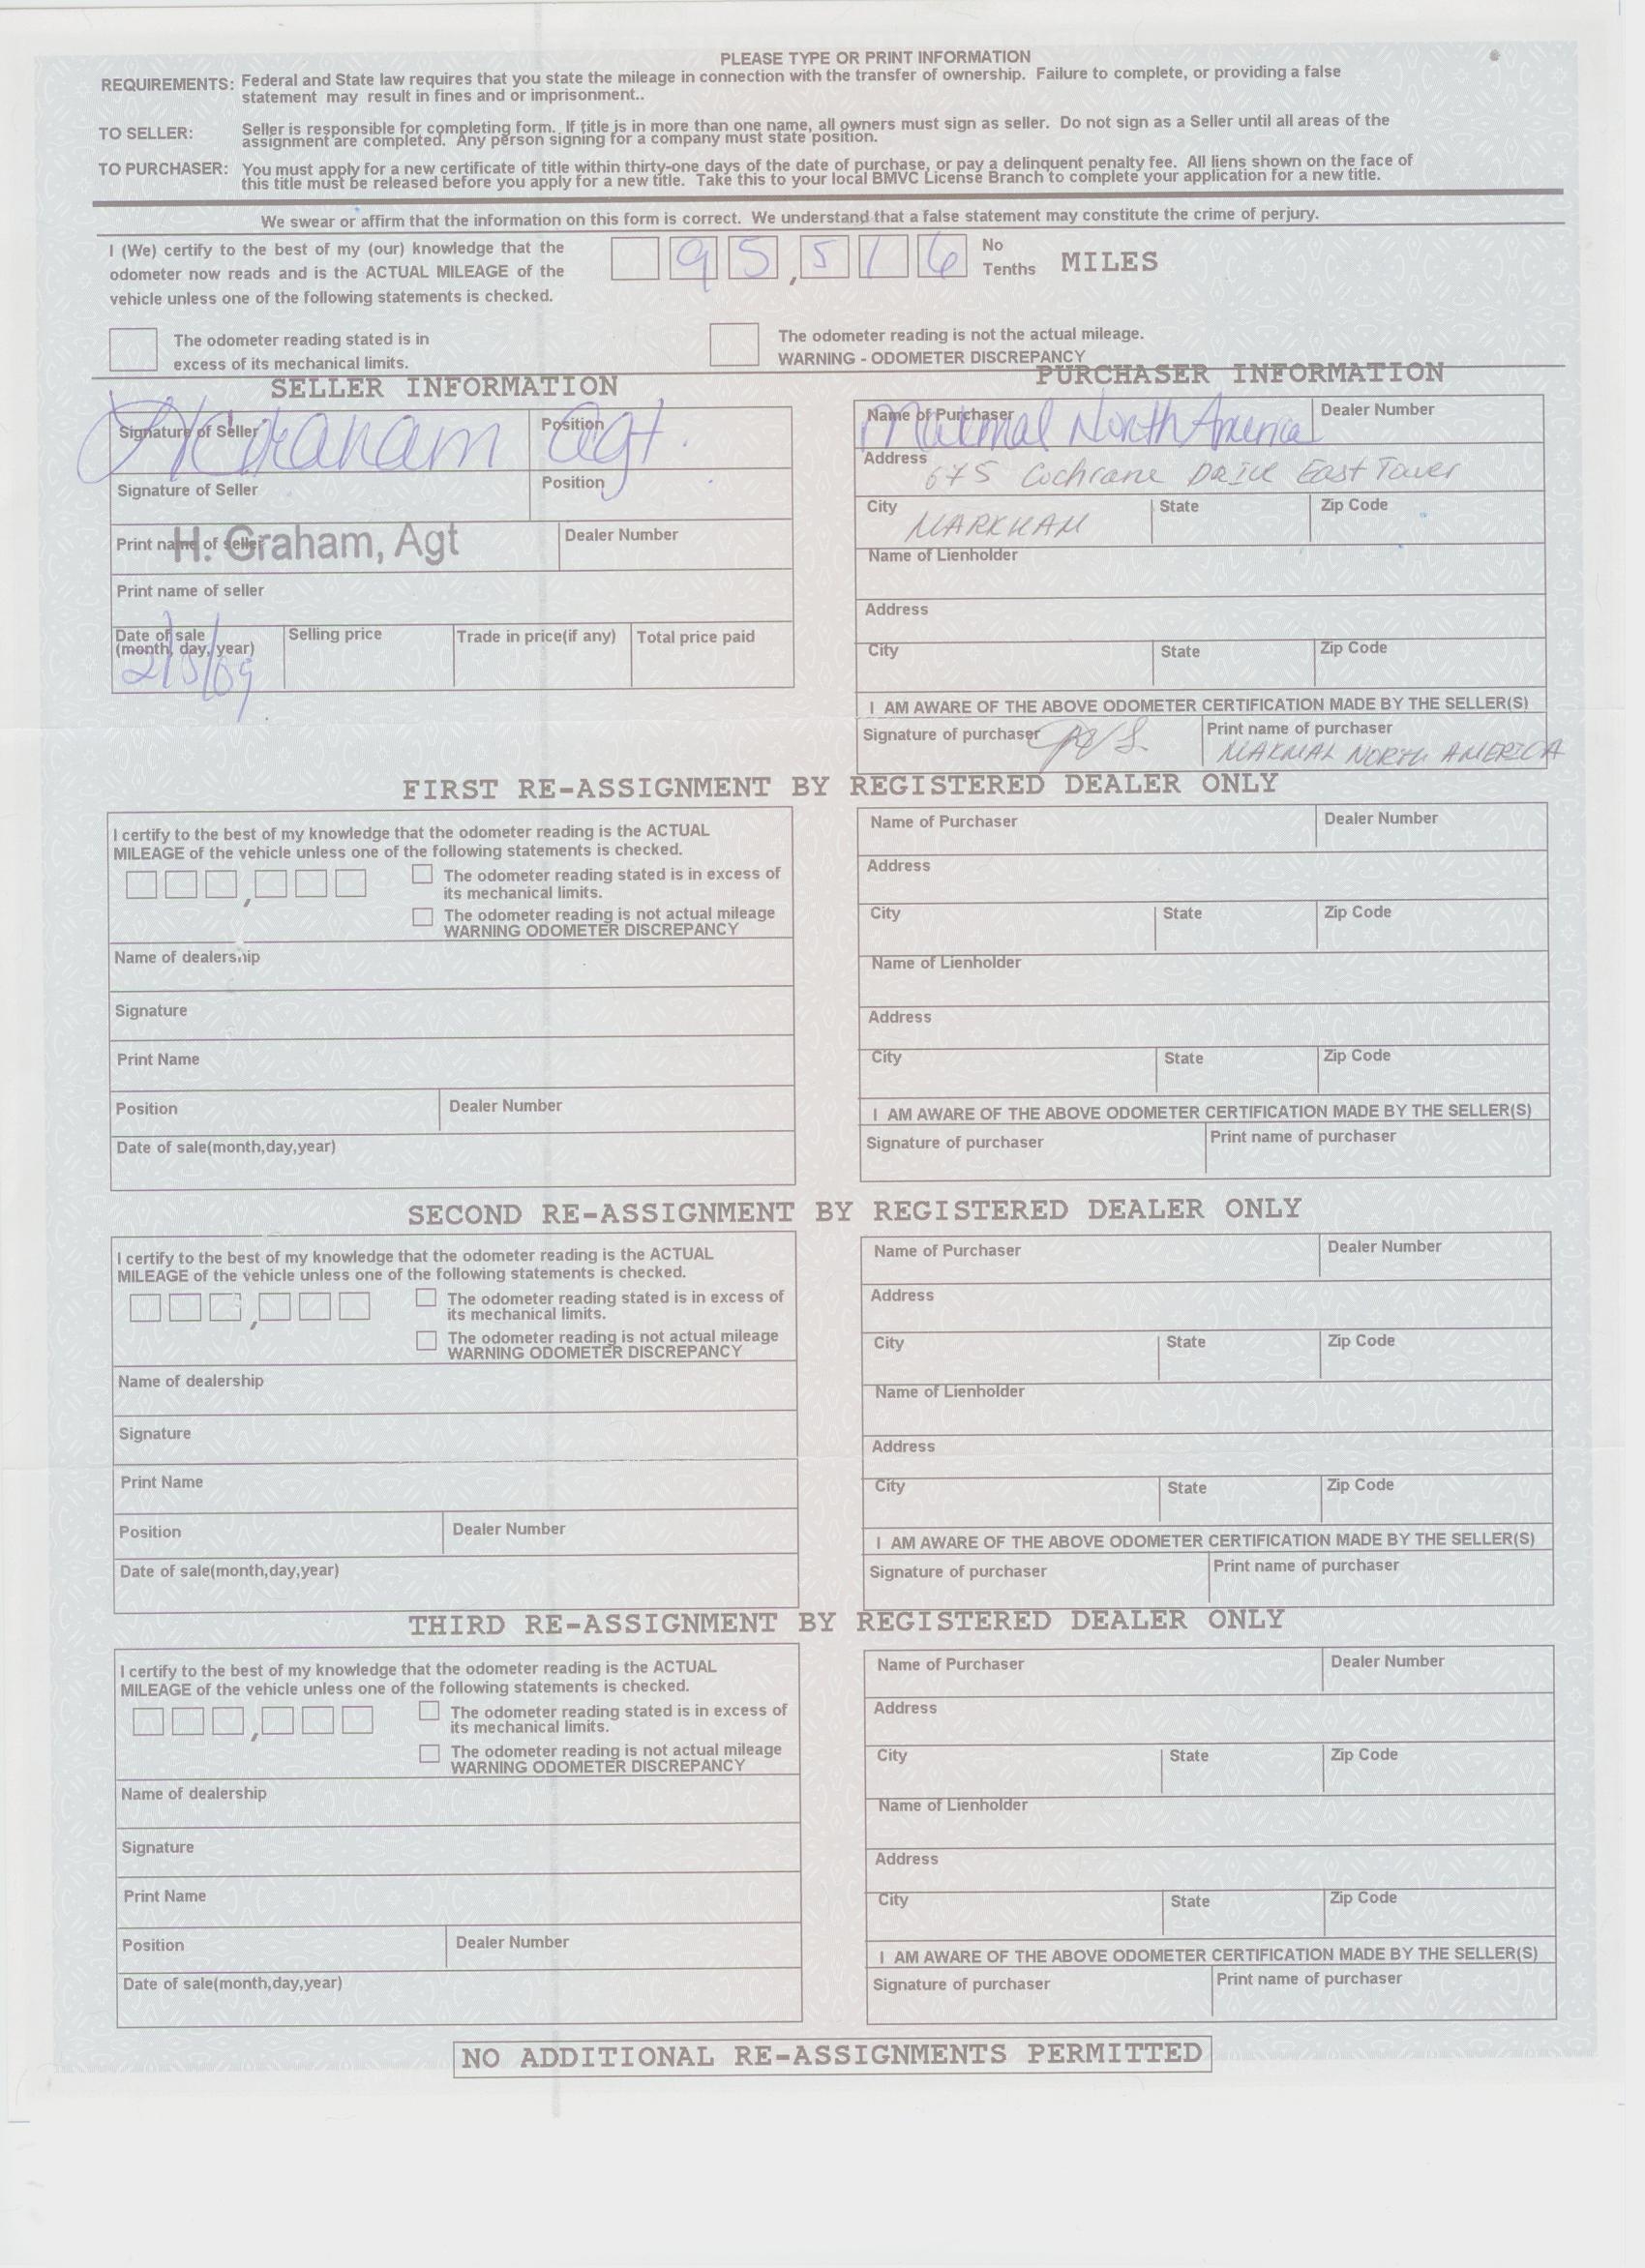 PLEASE TYPE OR PRINT INFORMATION
REQUIREMENTS: Federal and State law requires that you state the mileage in connection with the transfer of ownership. Failure to complete, or providing a false
statement may result in fines and or imprisonment..
TO SELLER: Seller is responsible for completing form. If title is in more than one name, all owners must sign as seller. Do not sign as a Seller until all areas of the
assignment are completed. Any person signing for a company must state position.
TO PURCHASER: You must apply for a new certificate of title within thirty-one days of the date of purchase, or pay a delinquent penalty fee. All liens shown on the face of
this title must be released before you apply for a new title. Take this to your local BMVC License Branch to complete your application for a new title.
We swear or affirm that the information on this form is correct. We understand that a false statement may constitute the crime of perjury.
I (We) certify to the best of my (our) knowledge that the
odometer now reads and is the ACTUAL MILEAGE of the
vehicle unless one of the following statements is checked.
95,516 No Tenths MILES
The odometer reading stated is in
excess of its mechanical limits.
The odometer reading is not the actual mileage.
WARNING - ODOMETER DISCREPANCY
SELLER INFORMATION
Signature of Seller HGraham Position Agt.
Signature of Seller Position
Print name of seller H. Graham, Agt Dealer Number
Print name of seller
Date of sale Selling price Trade in price(if any) Total price paid
(month, day, year)
2/5/09
PURCHASER INFORMATION
Name of Purchaser Makmal North America Dealer Number
Address 675 Cochrane DRIVE East Tower
City MARKHAM State Zip Code
Name of Lienholder
Address
City State Zip Code
I AM AWARE OF THE ABOVE ODOMETER CERTIFICATION MADE BY THE SELLER(S)
Signature of purchaser Print name of purchaser
MAKMAL NORTH AMERICA
FIRST RE-ASSIGNMENT BY REGISTERED DEALER ONLY
I certify to the best of my knowledge that the odometer reading is the ACTUAL
MILEAGE of the vehicle unless one of the following statements is checked.
,
The odometer reading stated is in excess of
its mechanical limits.
The odometer reading is not actual mileage
WARNING ODOMETER DISCREPANCY
Name of dealership
Signature
Print Name
Position Dealer Number
Date of sale(month,day,year)
Name of Purchaser Dealer Number
Address
City State Zip Code
Name of Lienholder
Address
City State Zip Code
I AM AWARE OF THE ABOVE ODOMETER CERTIFICATION MADE BY THE SELLER(S)
Signature of purchaser Print name of purchaser
SECOND RE-ASSIGNMENT BY REGISTERED DEALER ONLY
I certify to the best of my knowledge that the odometer reading is the ACTUAL
MILEAGE of the vehicle unless one of the following statements is checked.
,
The odometer reading stated is in excess of
its mechanical limits.
The odometer reading is not actual mileage
WARNING ODOMETER DISCREPANCY
Name of dealership
Signature
Print Name
Position Dealer Number
Date of sale(month,day,year)
Name of Purchaser Dealer Number
Address
City State Zip Code
Name of Lienholder
Address
City State Zip Code
I AM AWARE OF THE ABOVE ODOMETER CERTIFICATION MADE BY THE SELLER(S)
Signature of purchaser Print name of purchaser
THIRD RE-ASSIGNMENT BY REGISTERED DEALER ONLY
I certify to the best of my knowledge that the odometer reading is the ACTUAL
MILEAGE of the vehicle unless one of the following statements is checked.
,
The odometer reading stated is in excess of
its mechanical limits.
The odometer reading is not actual mileage
WARNING ODOMETER DISCREPANCY
Name of dealership
Signature
Print Name
Position Dealer Number
Date of sale(month,day,year)
Name of Purchaser Dealer Number
Address
City State Zip Code
Name of Lienholder
Address
City State Zip Code
I AM AWARE OF THE ABOVE ODOMETER CERTIFICATION MADE BY THE SELLER(S)
Signature of purchaser Print name of purchaser
NO ADDITIONAL RE-ASSIGNMENTS PERMITTED